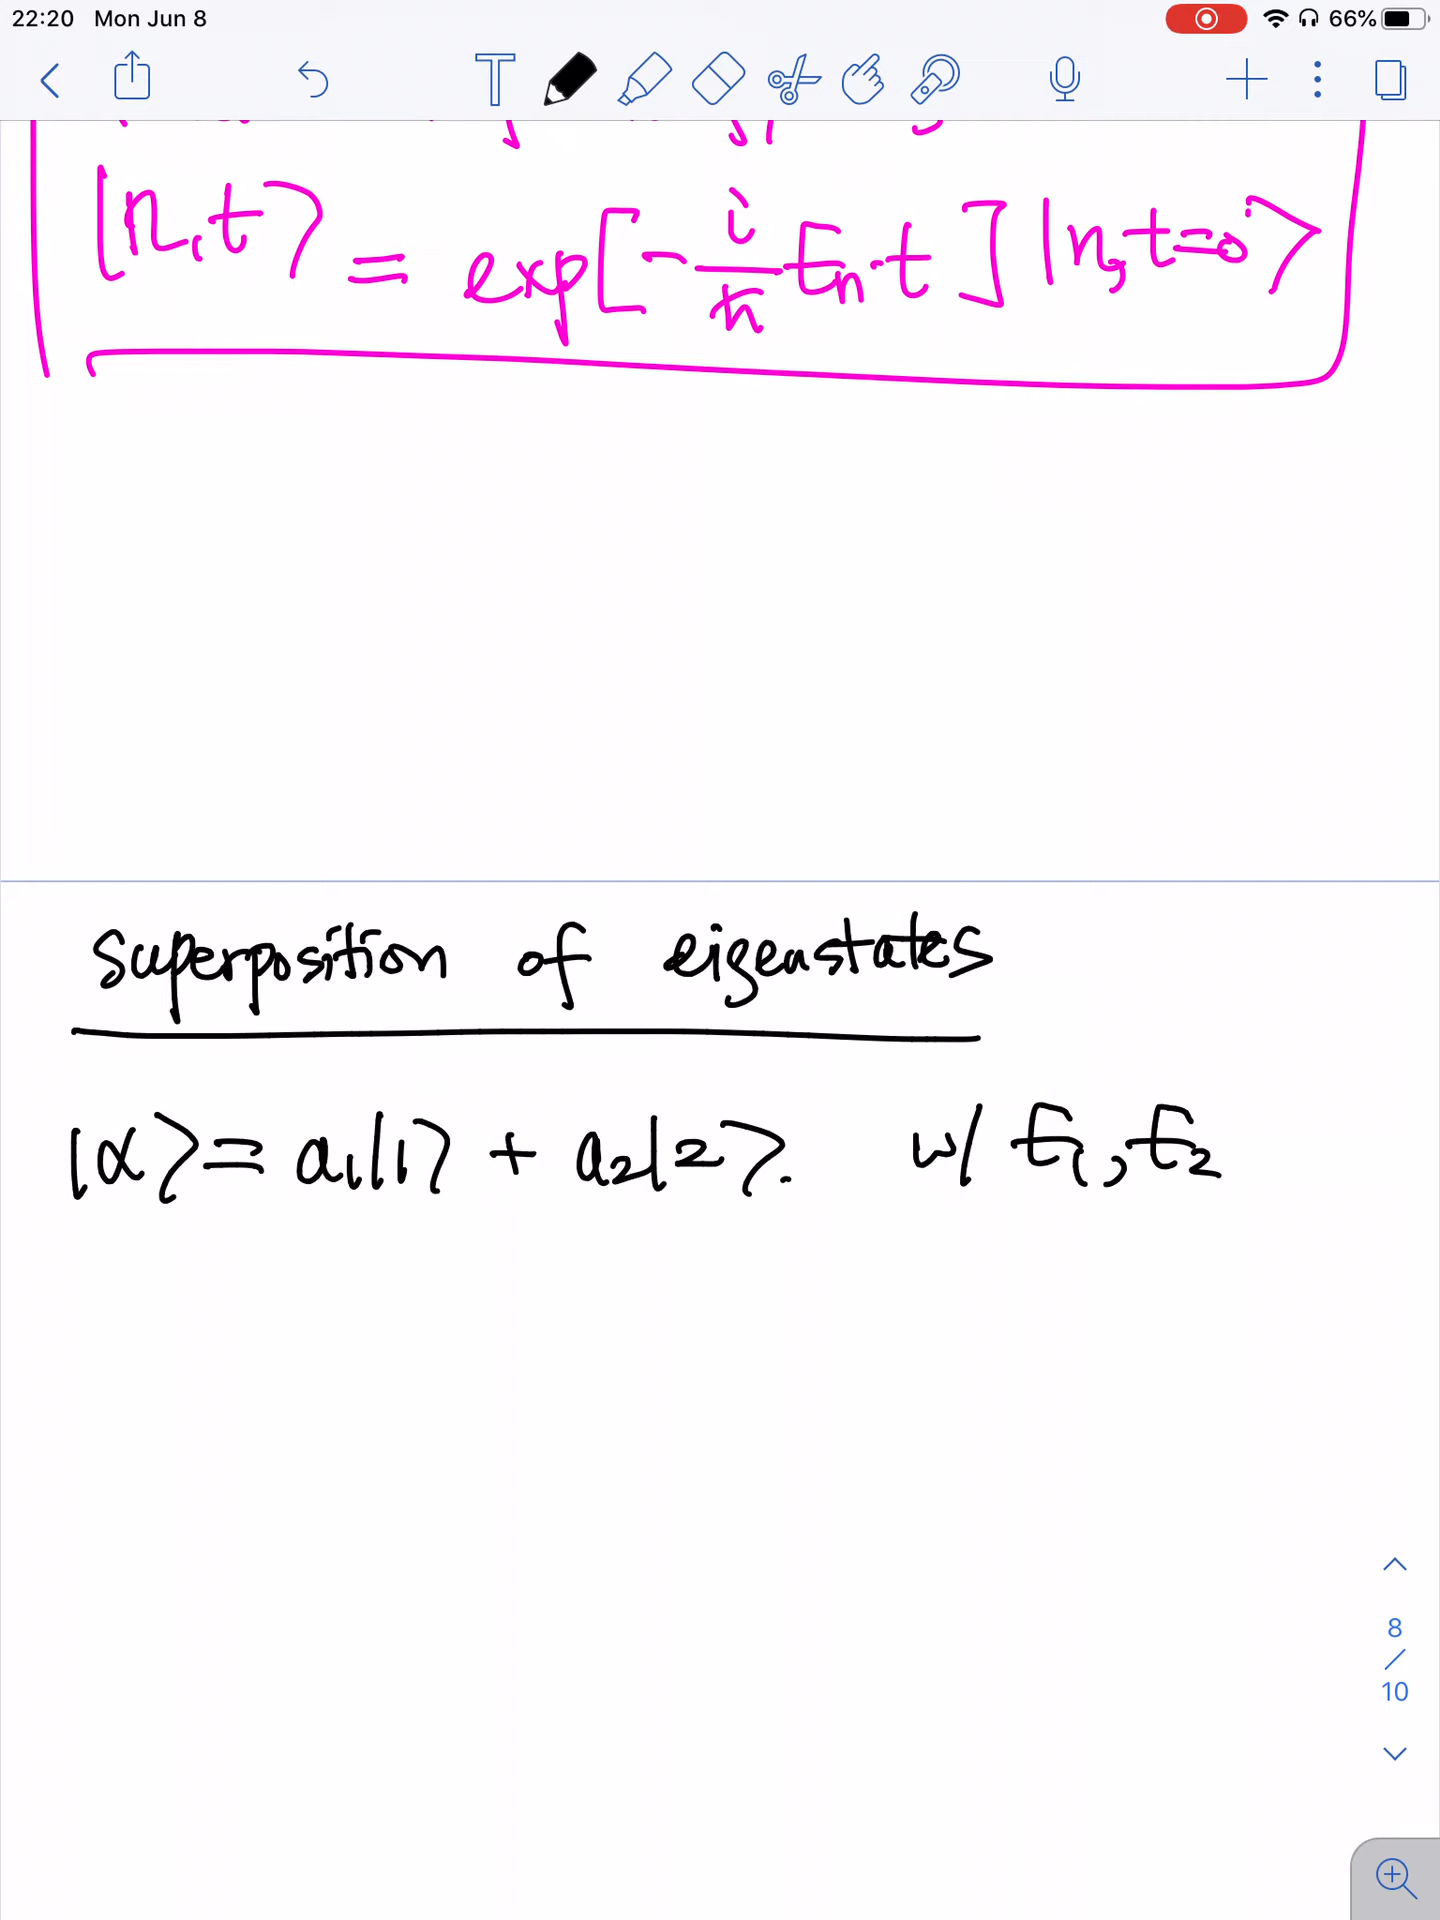 22:20 Mon Jun 8 66%
|n,t⟩ = exp[-i/ħ Eₙ·t] |n,t=0⟩
superposition of eigenstates
|α⟩ = a₁|1⟩ + a₂|2⟩. w/ E₁, E₂
8
/
10